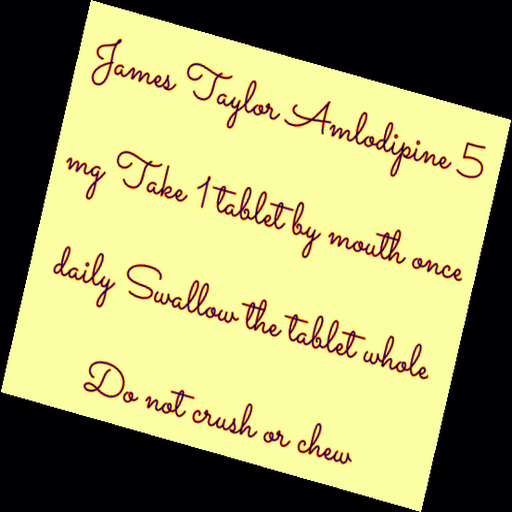 James Taylor Amlodipine 5
mg Take 1 tablet by mouth once
daily Swallow the tablet whole
Do not crush or chew